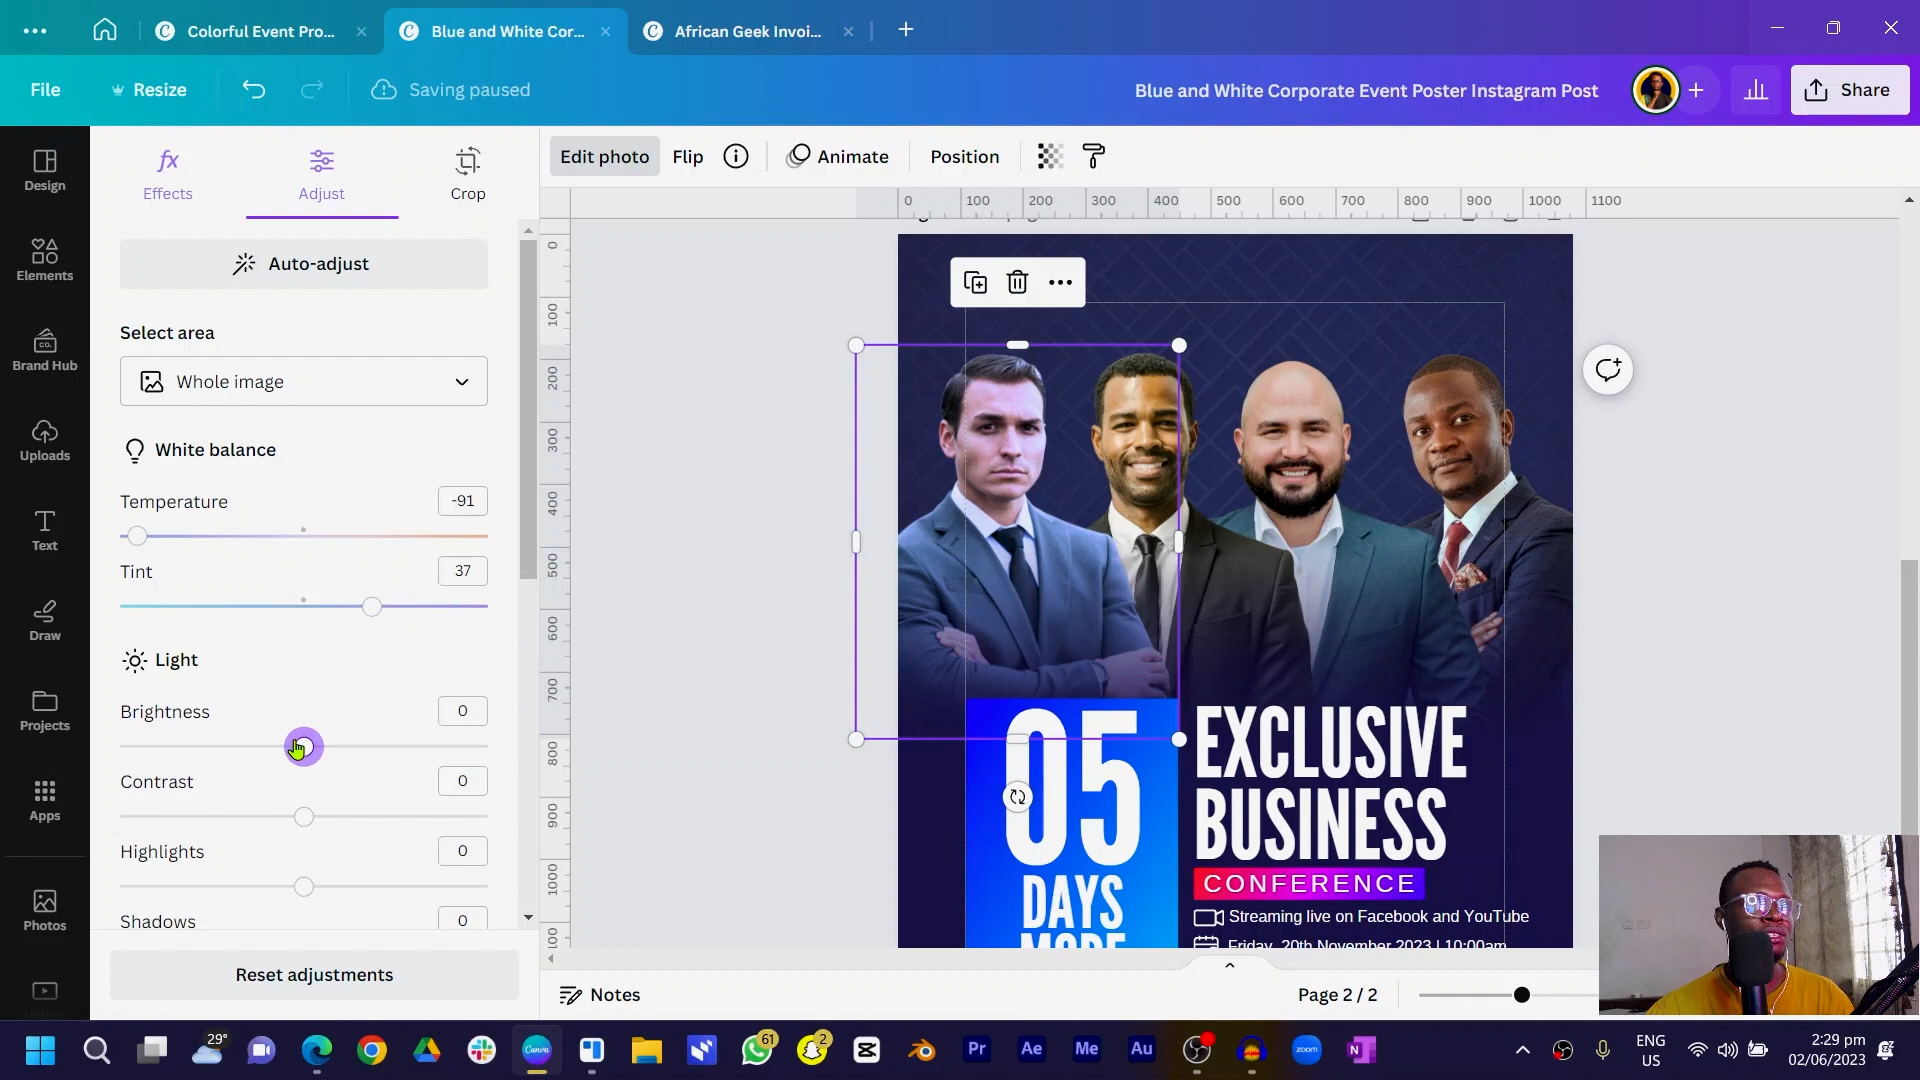 Colorful Event Pro...
Blue and White Cor...
African Geek Invoi...
File
Resize
Saving paused
Blue and White Corporate Event Poster Instagram Post
Share
Design
Elements
Brand Hub
Uploads
Text
Draw
Projects
Apps
Photos
Effects
Adjust
Crop
Auto-adjust
Select area
Whole image
White balance
Temperature
-91
Tint
37
Light
Brightness
0
Contrast
0
Highlights
0
Shadows
0
Reset adjustments
Edit photo
Flip
Animate
Position
0 100 200 300 400 500 600 700 800 900 1000 1100
0
100
200
300
400
500
600
700
800
900
1000
05
DAYS
MORE
EXCLUSIVE
BUSINESS
CONFERENCE
Streaming live on Facebook and YouTube
Friday, 20th November 2023 | 10:00am
Notes
Page 2 / 2
29°
Canva
61
2
Pr
Ae
Me
Au
zoom
N
ENG
US
2:29 pm
02/06/2023